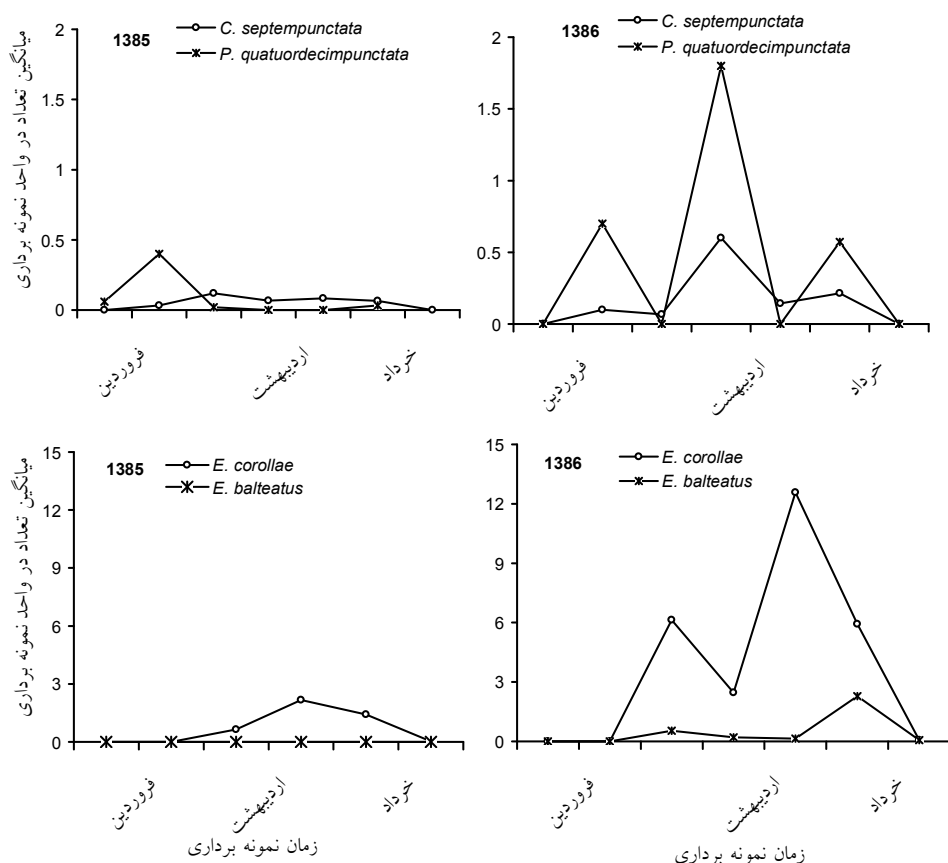 1385
C. septempunctata
P. quatuordecimpunctata
میانگین تعداد در واحد نمونه برداری
2
1.5
1
0.5
0
فروردین
اردیبهشت
خرداد
1386
C. septempunctata
P. quatuordecimpunctata
2
1.5
1
0.5
0
فروردین
اردیبهشت
خرداد
1385
E. corollae
E. balteatus
میانگین تعداد در واحد نمونه برداری
15
12
9
6
3
0
فروردین
اردیبهشت
خرداد
زمان نمونه برداری
1386
E. corollae
E. balteatus
15
12
9
6
3
0
فروردین
اردیبهشت
خرداد
زمان نمونه برداری